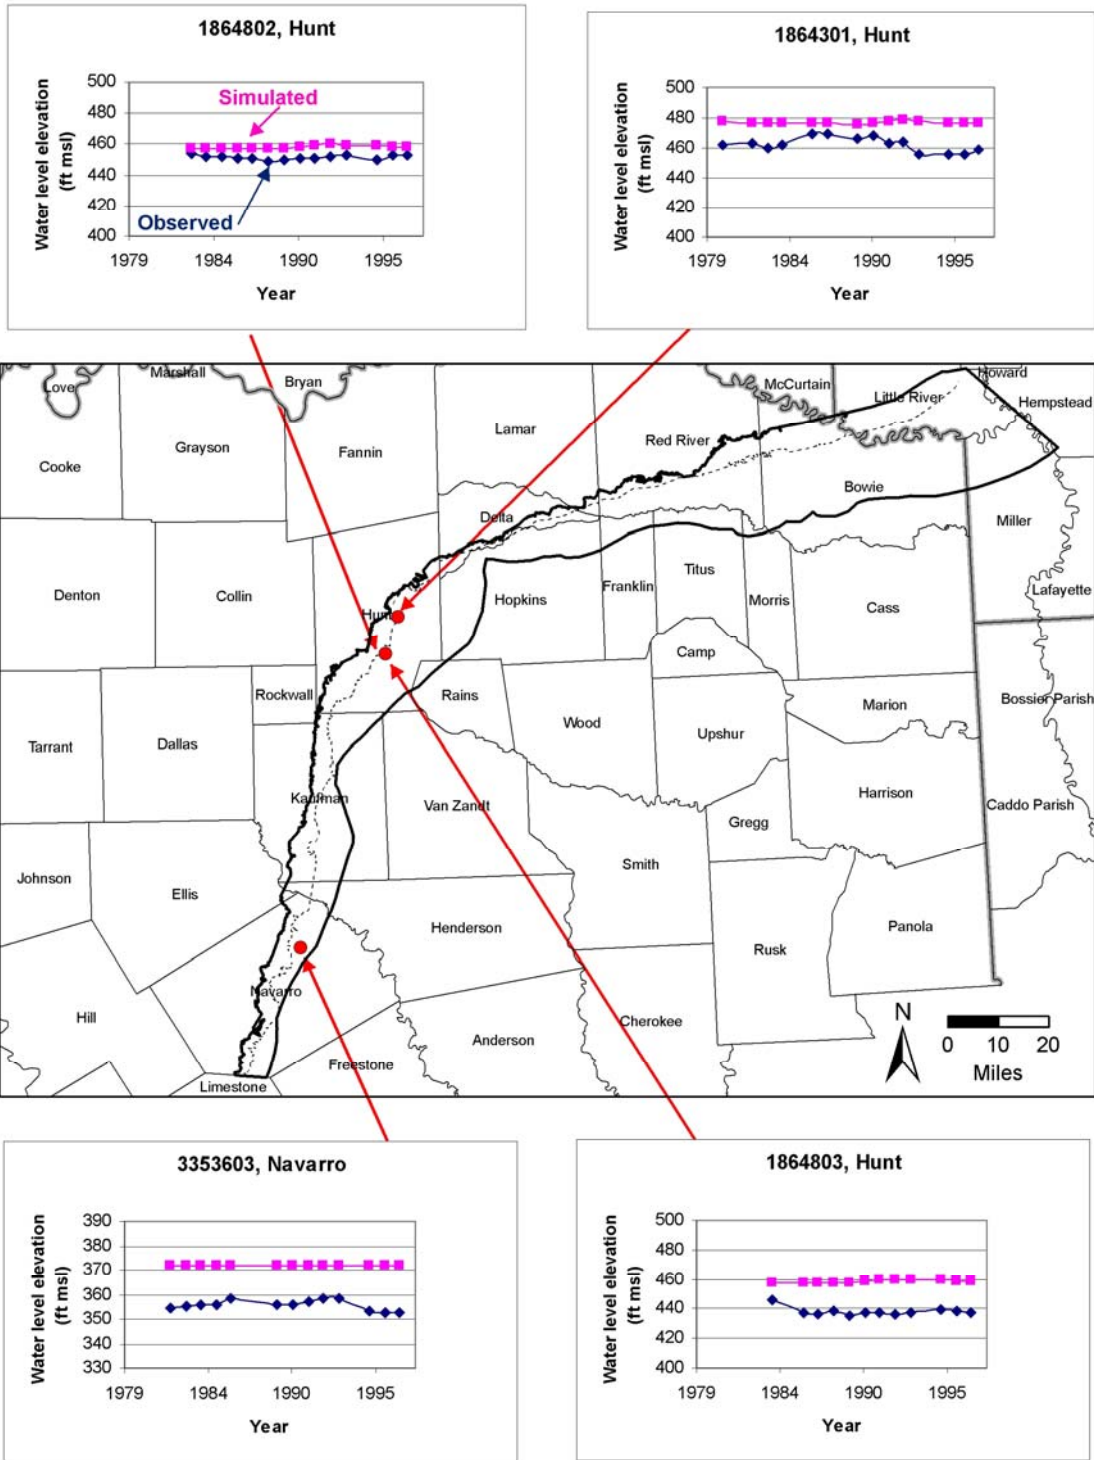 1864802, Hunt
Water level elevation
(ft msl)
500
480
460
440
420
400
Simulated
Observed
1979 1984 1990 1995
Year
1864301, Hunt
Water level elevation
(ft msl)
500
480
460
440
420
400
1979 1984 1990 1995
Year
Love
Marshall
Bryan
McCurtain
Howard
Little River
Hempstead
Cooke
Grayson
Fannin
Lamar
Red River
Bowie
Delta
Miller
Denton
Collin
Hunt
Hopkins
Franklin
Titus
Morris
Cass
Lafayette
Camp
Rockwall
Rains
Wood
Upshur
Marion
Bossier Parish
Tarrant
Dallas
Kaufman
Van Zandt
Gregg
Harrison
Caddo Parish
Johnson
Ellis
Smith
Henderson
Rusk
Panola
Navarro
Hill
Anderson
Cherokee
Freestone
Limestone
N
0 10 20
Miles
3353603, Navarro
Water level elevation
(ft msl)
390
380
370
360
350
340
330
1979 1984 1990 1995
Year
1864803, Hunt
Water level elevation
(ft msl)
500
480
460
440
420
400
1979 1984 1990 1995
Year